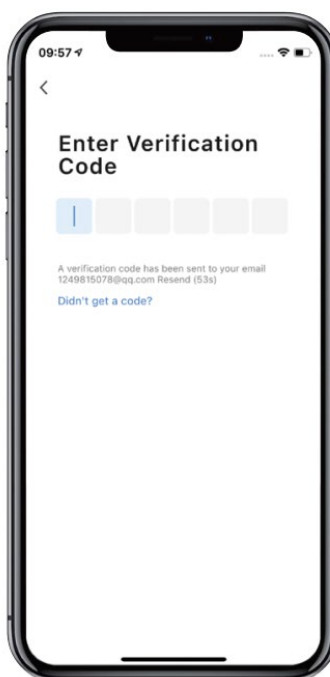 09:57
Enter Verification
Code
A verification code has been sent to your email
1249815078@qq.com Resend (53s)
Didn't get a code?